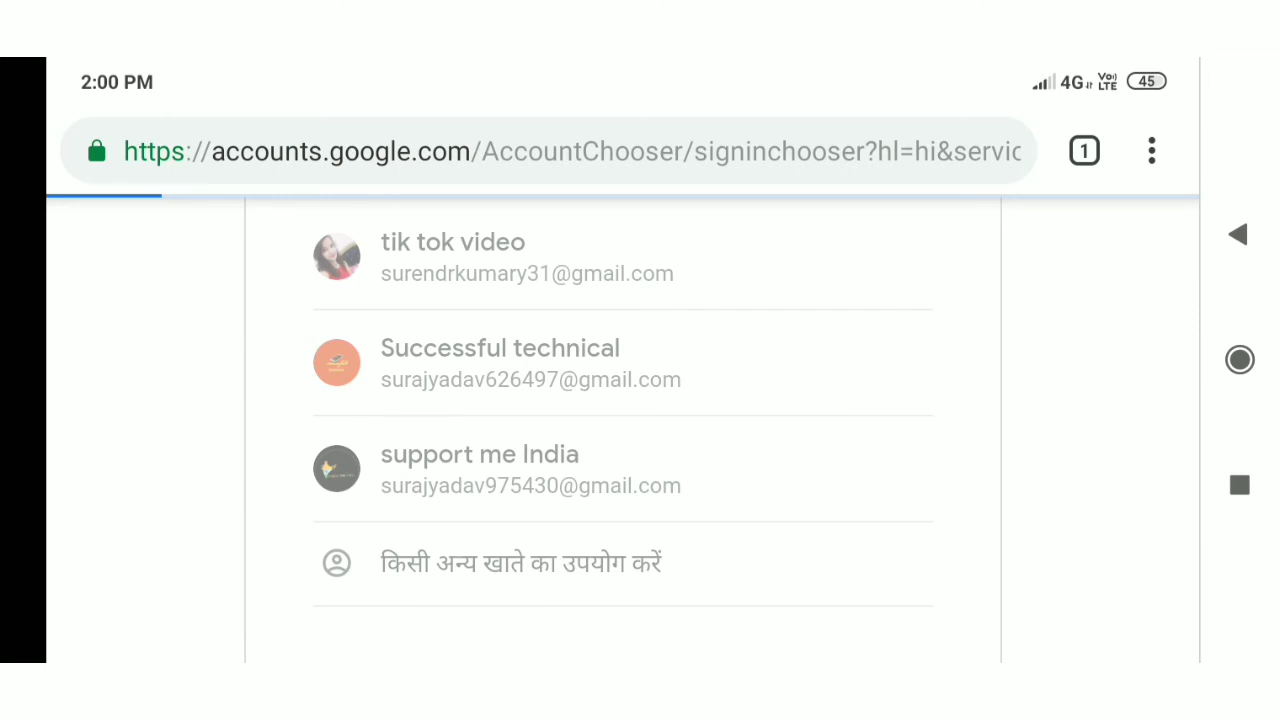 2:00 PM
4G VoLTE 45
https://accounts.google.com/AccountChooser/signinchooser?hl=hi&servic
1
tik tok video
surendrkumary31@gmail.com
Successful technical
surajyadav626497@gmail.com
support me India
surajyadav975430@gmail.com
किसी अन्य खाते का उपयोग करें